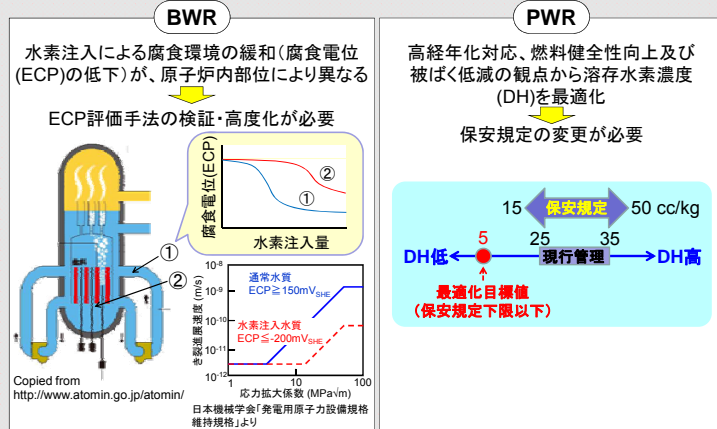 BWR
水素注入による腐食環境の緩和(腐食電位
(ECP)の低下)が、原子炉内部位により異なる
ECP評価手法の検証・高度化が必要
腐食電位(ECP)
②
①
水素注入量
①
②
き裂進展速度 (m/s)
10-8
10-9
10-10
10-11
10-12
通常水質
ECP≧150mVSHE
水素注入水質
ECP≦-200mVSHE
1
10
100
応力拡大係数 (MPa√m)
Copied from
http://www.atomin.go.jp/atomin/
日本機械学会「発電用原子力設備規格
維持規格」より
PWR
高経年化対応、燃料健全性向上及び
被ばく低減の観点から溶存水素濃度
(DH)を最適化
保安規定の変更が必要
15 保安規定 50 cc/kg
5 25 35
DH低 現行管理 DH高
最適化目標値
(保安規定下限以下)